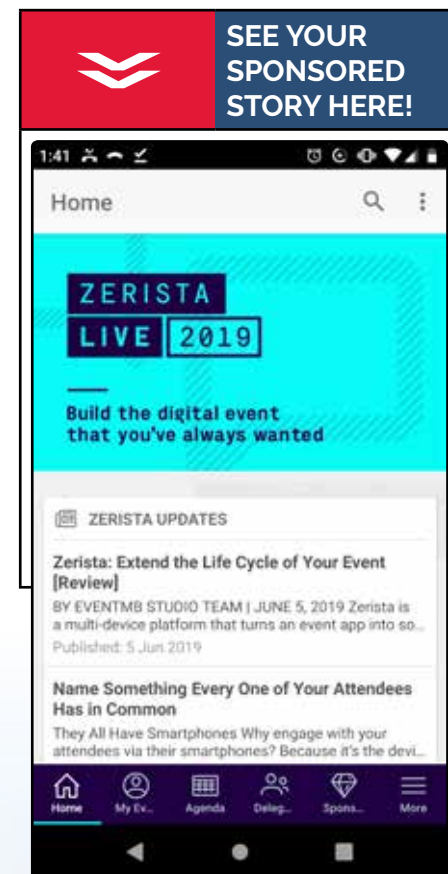 SEE YOUR
SPONSORED
STORY HERE!
1:41
Home
ZERISTA
LIVE 2019
Build the digital event
that you've always wanted
ZERISTA UPDATES
Zerista: Extend the Life Cycle of Your Event
[Review]
BY EVENTMB STUDIO TEAM | JUNE 5, 2019 Zerista is
a multi-device platform that turns an event app into so...
Published: 5 Jun 2019
Name Something Every One of Your Attendees
Has in Common
They All Have Smartphones Why engage with your
attendees via their smartphones? Because it's the devi...
Home My Ev... Agenda Deleg... Spons... More